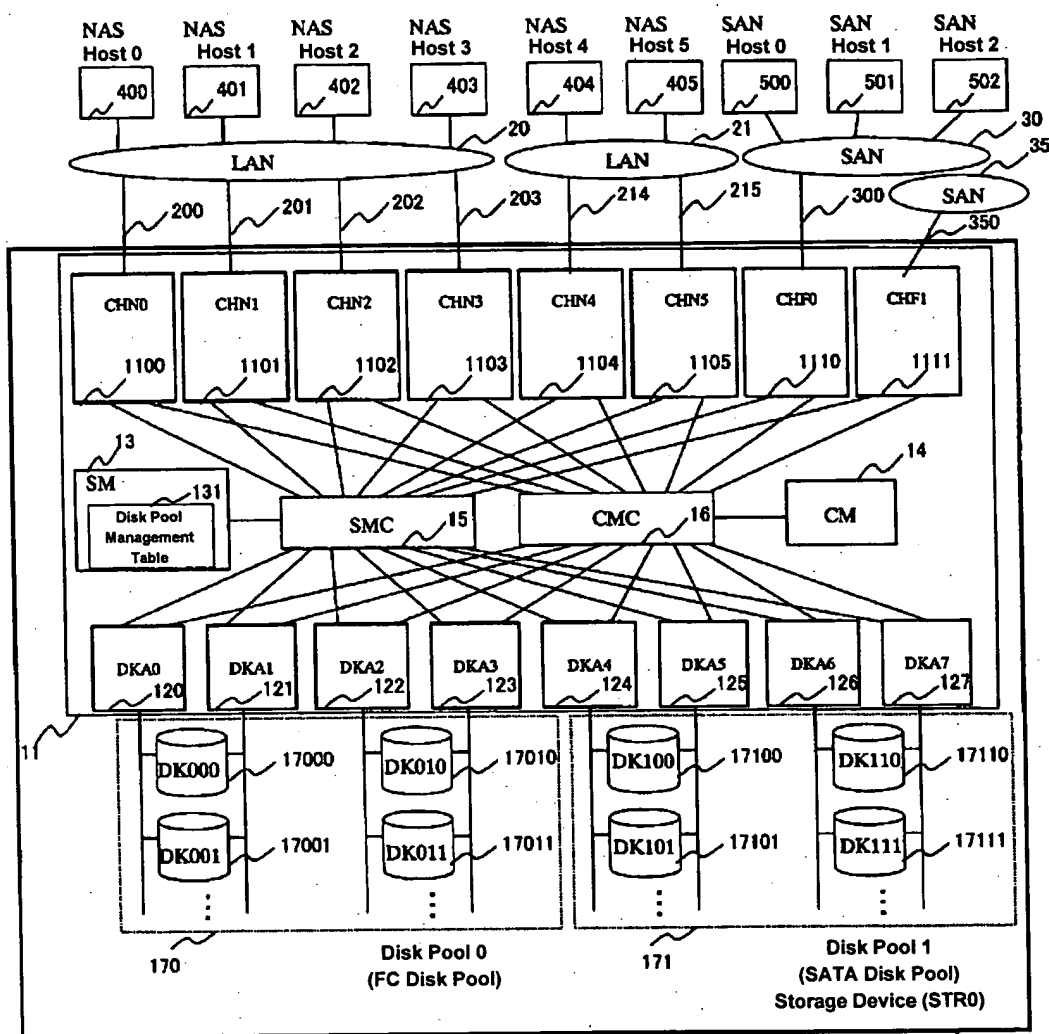 NAS NAS NAS NAS NAS NAS SAN SAN SAN
Host 0 Host 1 Host 2 Host 3 Host 4 Host 5 Host 0 Host 1 Host 2
400 401 402 403 404 405 500 501 502
20 21 30
LAN LAN SAN
35
SAN
200 201 202 203 214 215 300 350
CHN0 CHN1 CHN2 CHN3 CHN4 CHN5 CHF0 CHF1
1100 1101 1102 1103 1104 1105 1110 1111
13 14
SM
131
Disk Pool
Management
Table
SMC 15 CMC 16 CM
DKA0 DKA1 DKA2 DKA3 DKA4 DKA5 DKA6 DKA7
120 121 122 123 124 125 126 127
11
DK000 17000 DK010 17010 DK100 17100 DK110 17110
DK001 17001 DK011 17011 DK101 17101 DK111 17111
170 171
Disk Pool 0
(FC Disk Pool)
Disk Pool 1
(SATA Disk Pool)
Storage Device (STR0)